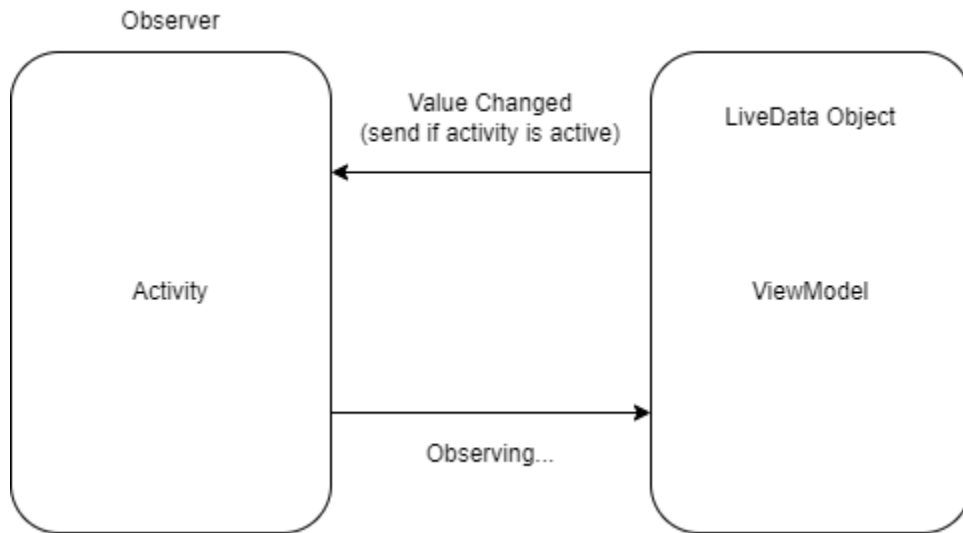 Observer
Value Changed
(send if activity is active)
LiveData Object
Activity
ViewModel
Observing...